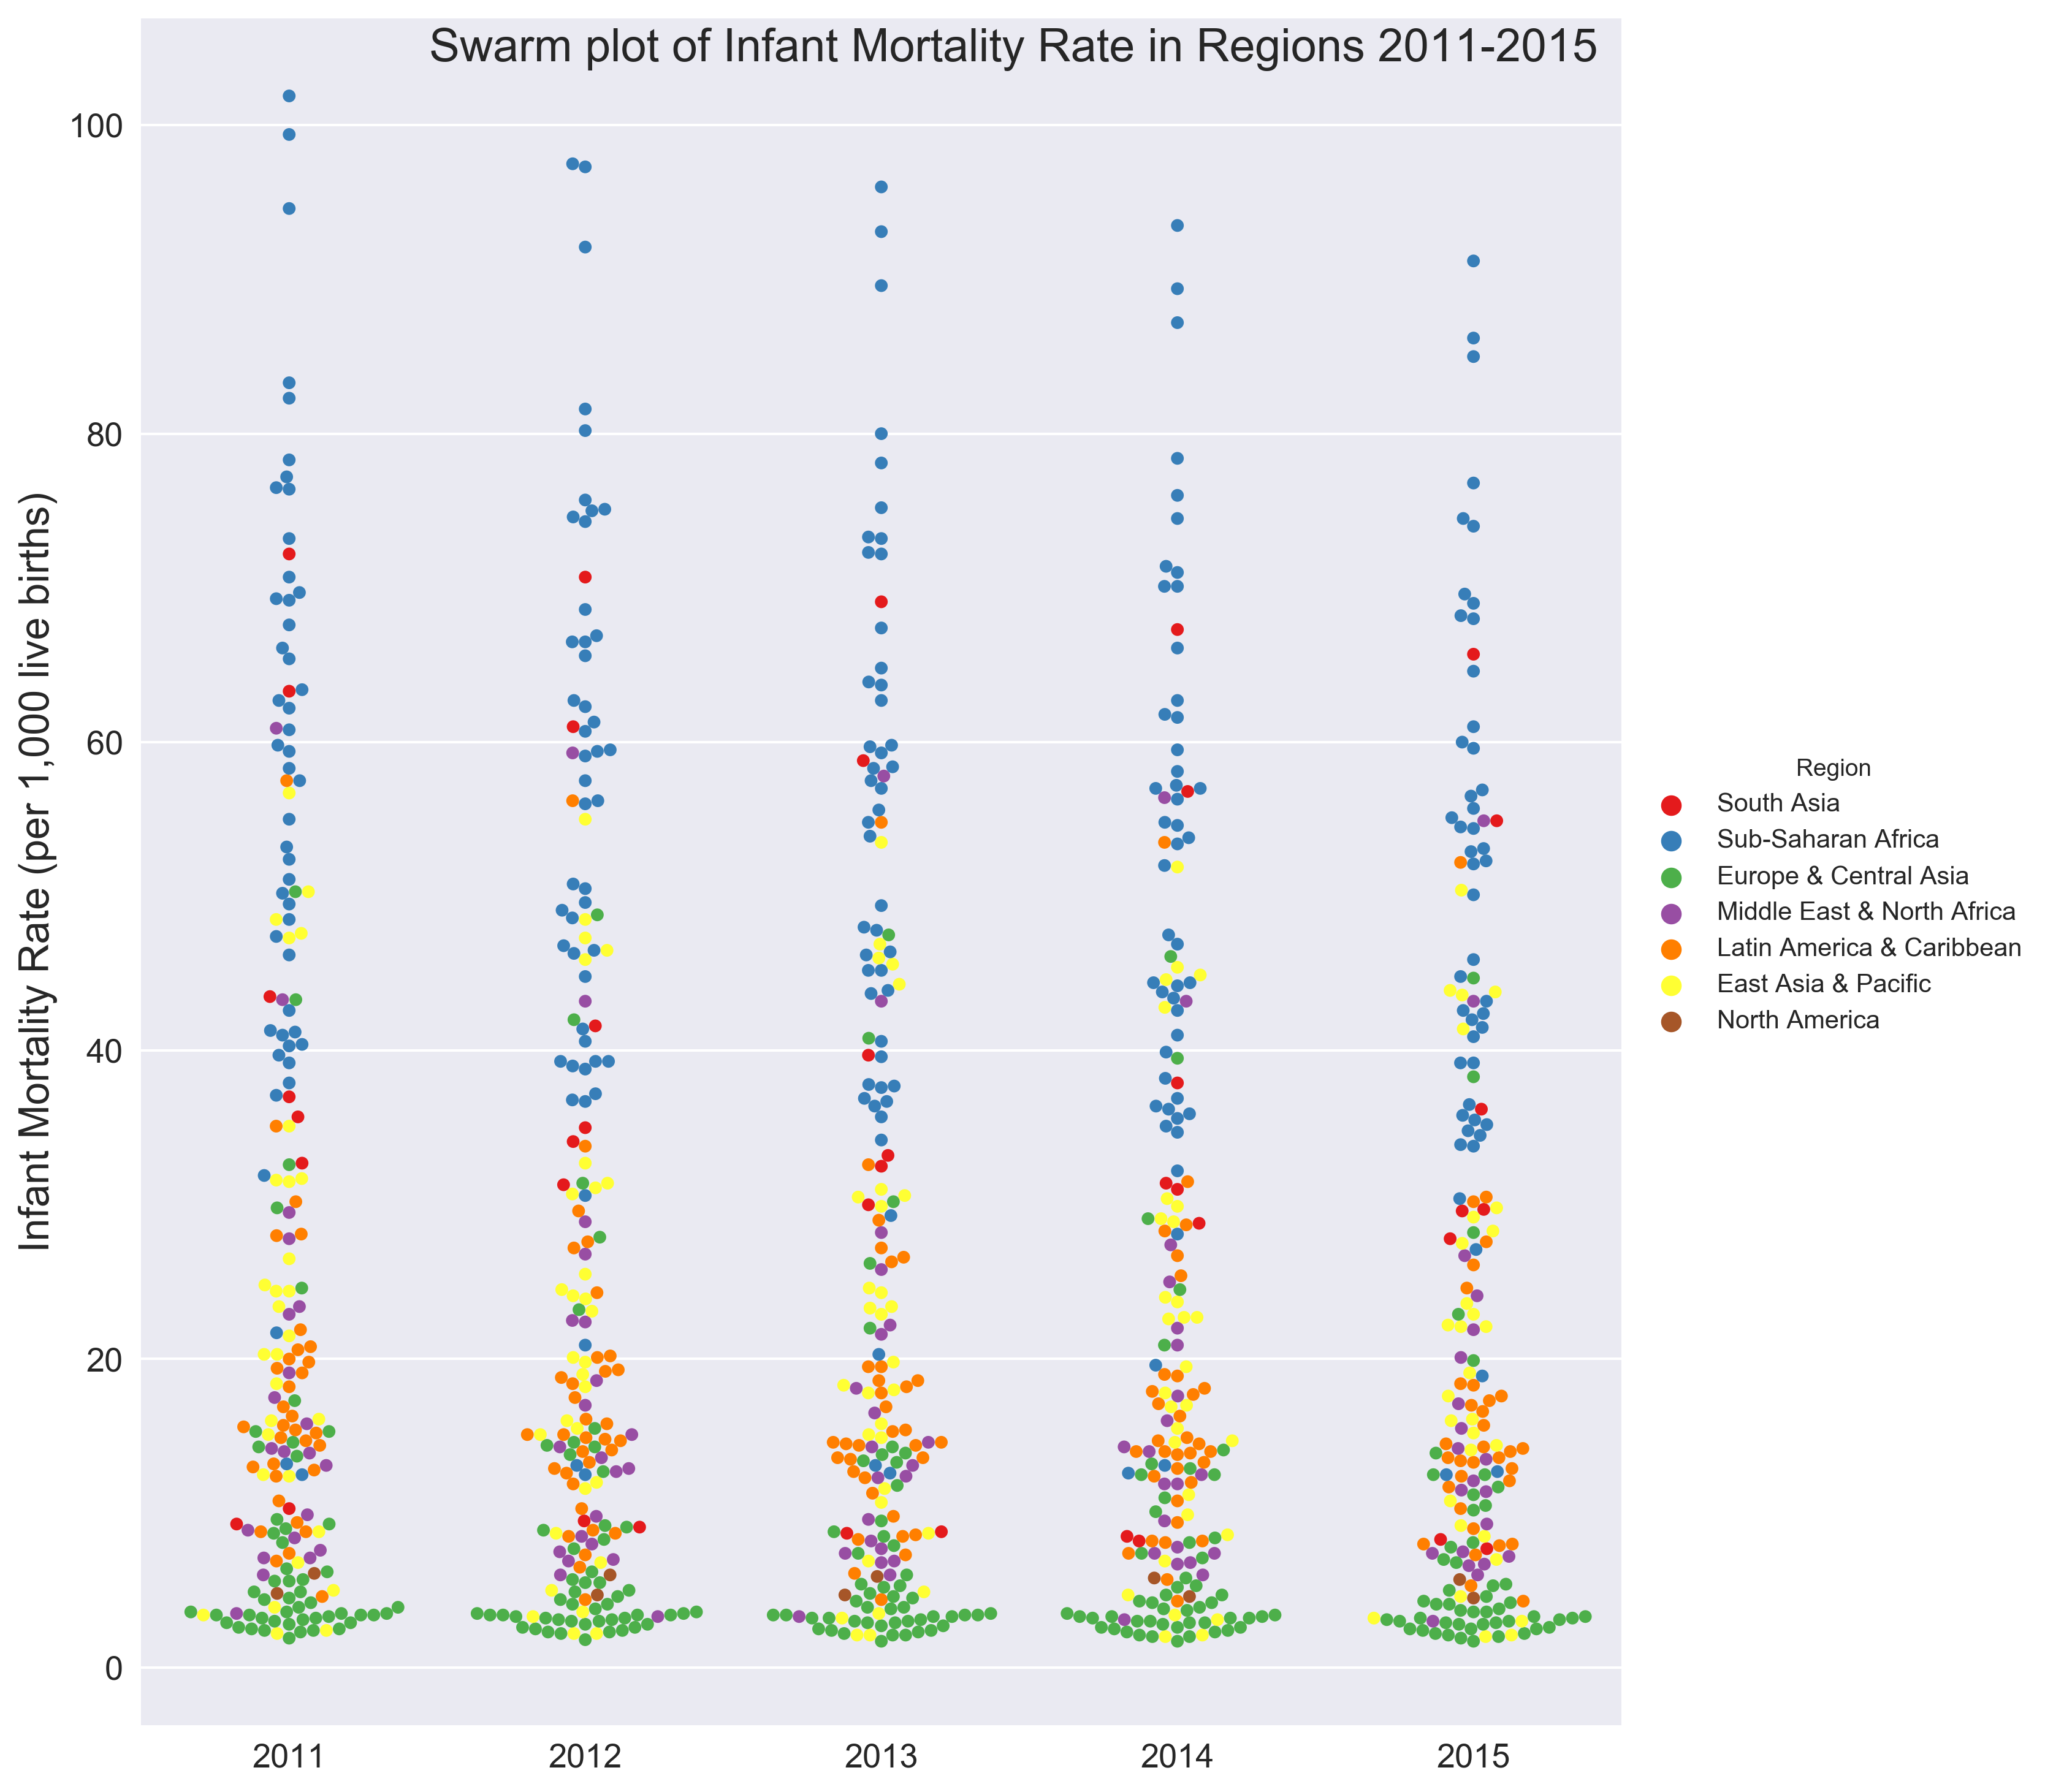 Swarm plot of Infant Mortality Rate in Regions 2011-2015
Infant Mortality Rate (per 1,000 live births)
100
80
60
40
20
0
2011 2012 2013 2014 2015
Region
South Asia
Sub-Saharan Africa
Europe & Central Asia
Middle East & North Africa
Latin America & Caribbean
East Asia & Pacific
North America